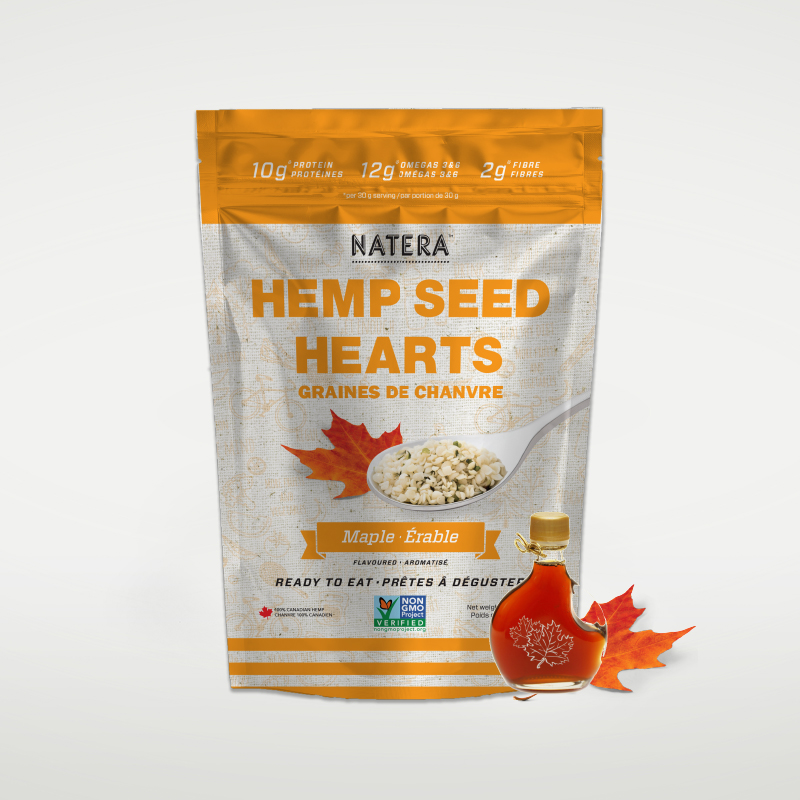 10g* PROTEIN PROTÉINES
12g* OMEGAS 3&6 OMÉGAS 3&6
2g* FIBRE FIBRES
*per 30 g serving / par portion de 30 g
NATERA™
HEMP SEED
HEARTS
GRAINES DE CHANVRE
Maple · Érable
FLAVOURED · AROMATISÉ
READY TO EAT · PRÊTES À DÉGUSTER
100% CANADIAN HEMP
CHANVRE 100% CANADIEN
NON
GMO
Project
VERIFIED
nongmoproject.org
Net weight
Poids